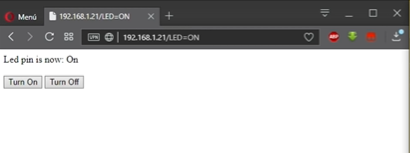 Menú
192.168.1.21/LED=ON
VPN 192.168.1.21/LED=ON
Led pin is now: On
Turn On Turn Off